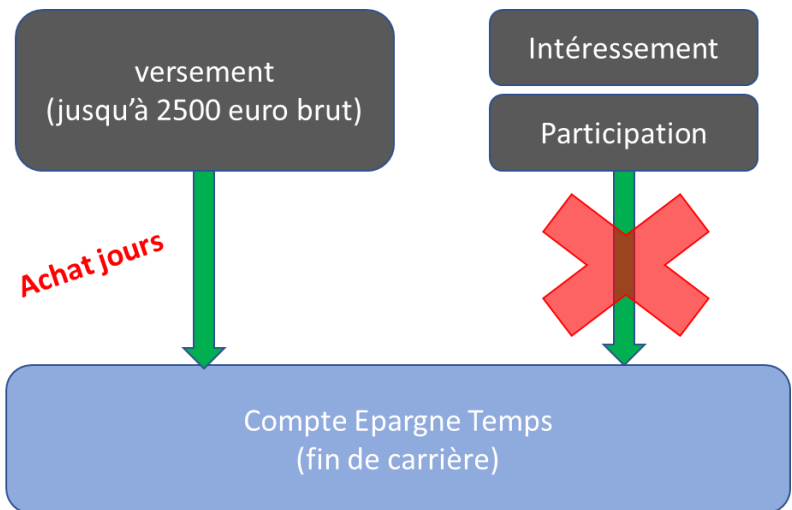 versement
(jusqu'à 2500 euro brut)
Intéressement
Participation
Achat jours
Compte Epargne Temps
(fin de carrière)